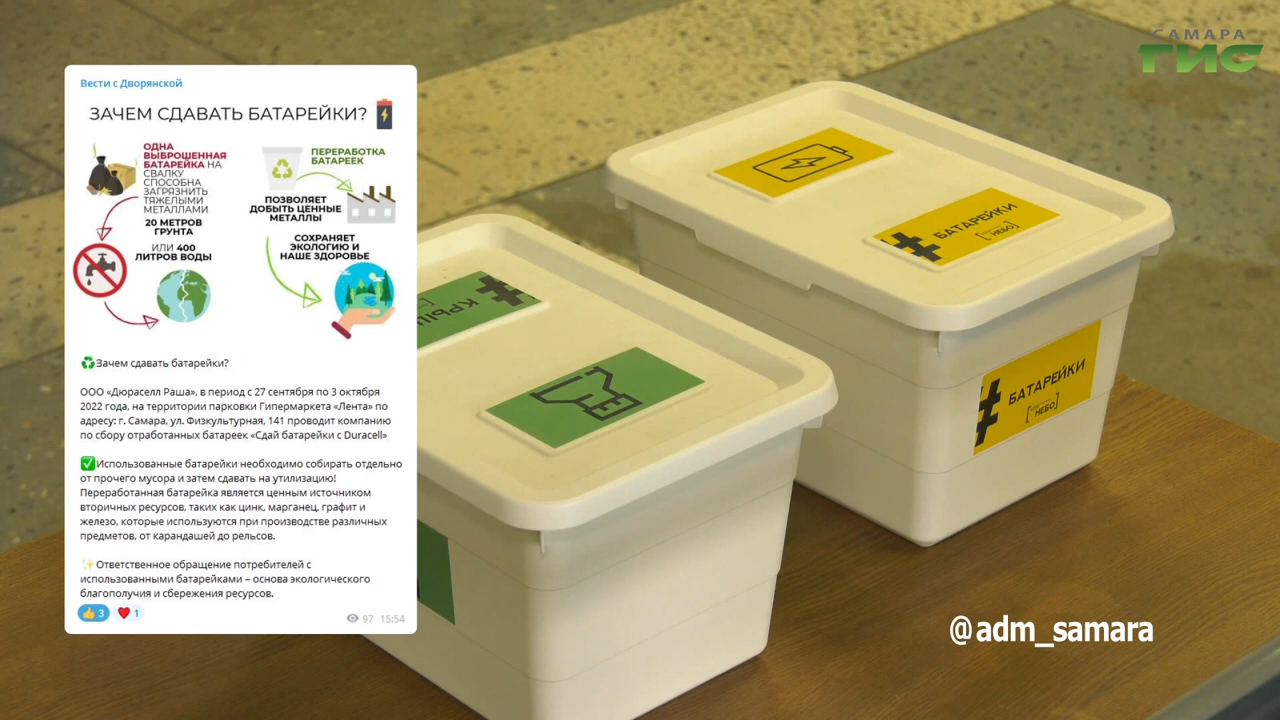 САМАРА
ГИС
Вести с Дворянской
ЗАЧЕМ СДАВАТЬ БАТАРЕЙКИ?
ОДНА
ВЫБРОШЕННАЯ
БАТАРЕЙКА НА
СВАЛКУ
СПОСОБНА
ЗАГРЯЗНИТЬ
ТЯЖЕЛЫМИ
МЕТАЛЛАМИ
20 МЕТРОВ
ГРУНТА
ИЛИ 400
ЛИТРОВ ВОДЫ
ПЕРЕРАБОТКА
БАТАРЕЕК
ПОЗВОЛЯЕТ
ДОБЫТЬ ЦЕННЫЕ
МЕТАЛЛЫ
СОХРАНЯЕТ
ЭКОЛОГИЮ И
НАШЕ ЗДОРОВЬЕ
♻️Зачем сдавать батарейки?
ООО «Дюраселл Раша», в период с 27 сентября по 3 октября
2022 года, на территории парковки Гипермаркета «Лента» по
адресу: г. Самара, ул. Физкультурная, 141 проводит компанию
по сбору отработанных батареек «Сдай батарейки с Duracell»
✅Использованные батарейки необходимо собирать отдельно
от прочего мусора и затем сдавать на утилизацию!
Переработанная батарейка является ценным источником
вторичных ресурсов, таких как цинк, марганец, графит и
железо, которые используются при производстве различных
предметов, от карандашей до рельсов.
✨Ответственное обращение потребителей с
использованными батарейками – основа экологического
благополучия и сбережения ресурсов.
👍 3 ❤️ 1
97 15:54
# КРЫШ
# БАТАРЕЙКИ
НЕБО
# БАТАРЕЙКИ
НЕБО
@adm_samara